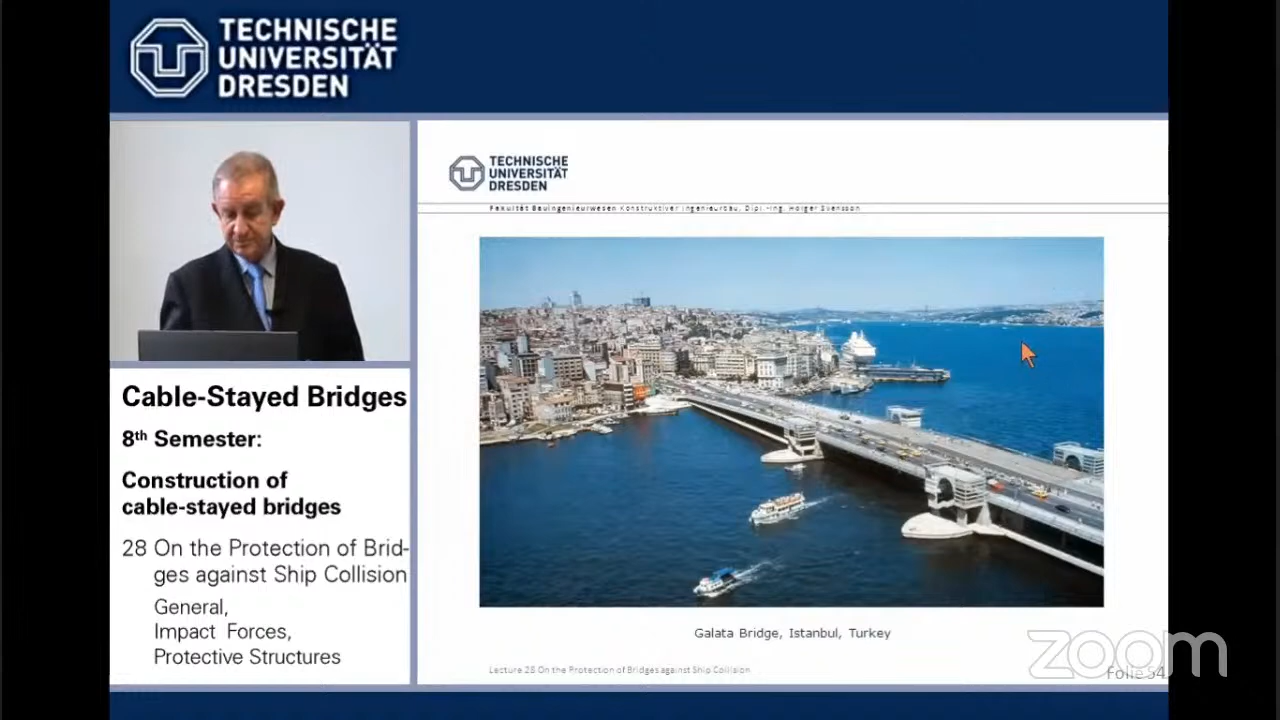 TECHNISCHE
UNIVERSITÄT
DRESDEN
TECHNISCHE
UNIVERSITÄT
DRESDEN
Fakultät Bauingenieurwesen Konstruktiver Ingenieurbau, Dipl.-Ing. Holger Svensson
Cable-Stayed Bridges
8th Semester:
Construction of
cable-stayed bridges
28 On the Protection of Brid-
ges against Ship Collision
General,
Impact Forces,
Protective Structures
Galata Bridge, Istanbul, Turkey
Lecture 28 On the Protection of Bridges against Ship Collision
Folie 54
zoom